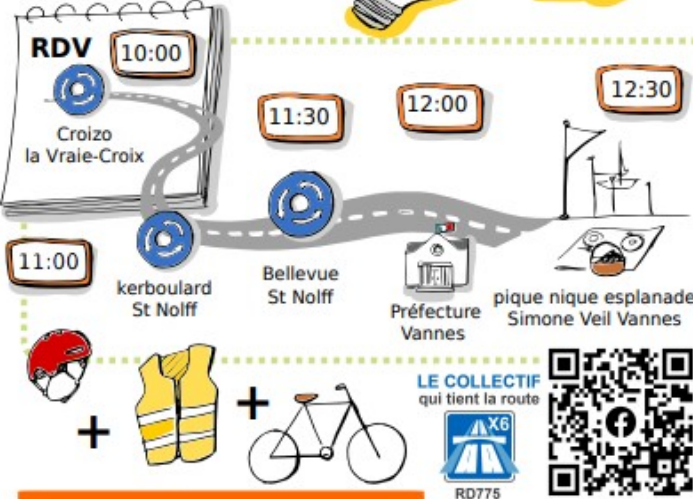 RDV
10:00
Croizo
la Vraie-Croix
11:30
12:00
12:30
11:00
kerboulard
St Nolff
Bellevue
St Nolff
Préfecture
Vannes
pique nique esplanade
Simone Veil Vannes
+
+
LE COLLECTIF
qui tient la route
X6
RD775